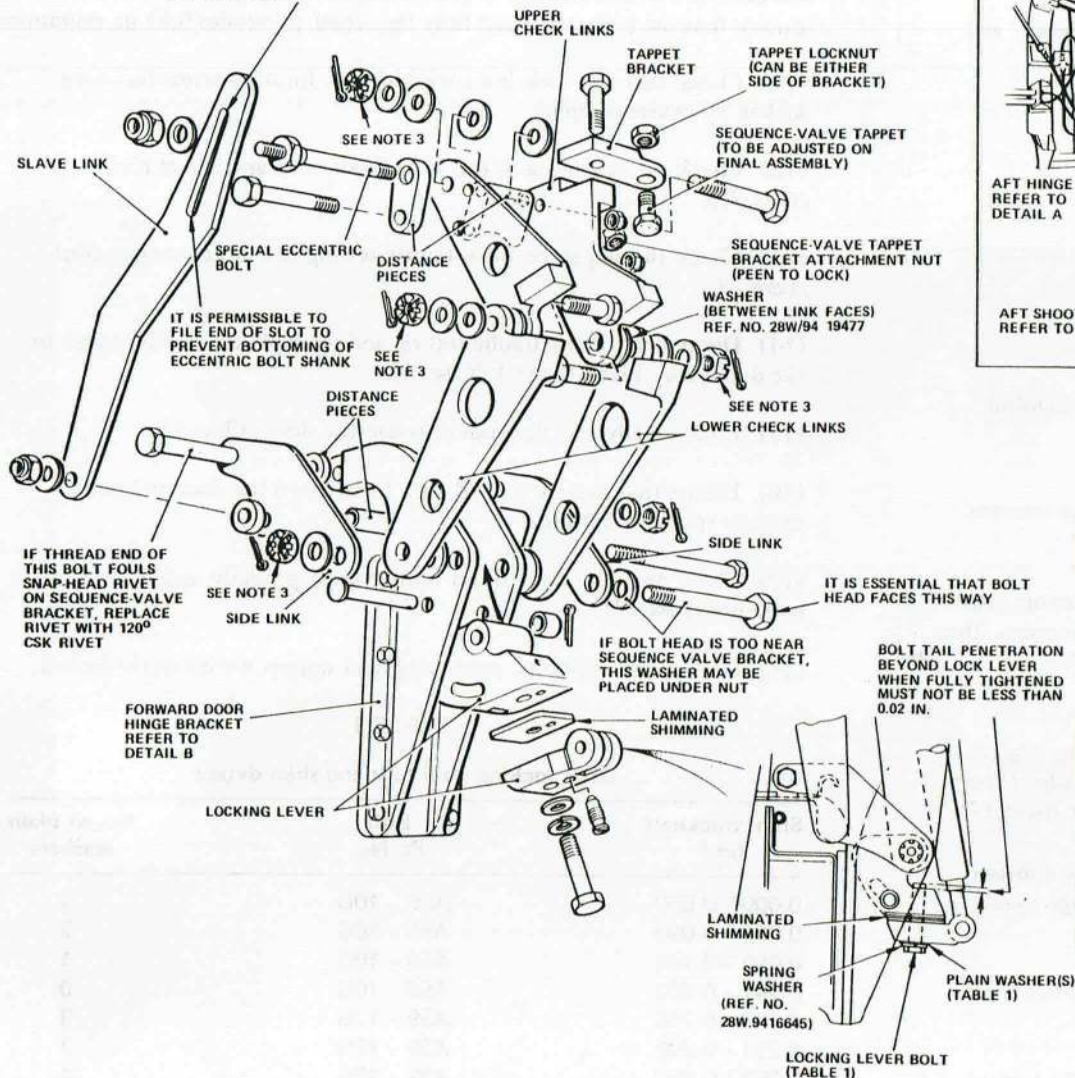 UPPER
CHECK LINKS
TAPPET
BRACKET
TAPPET LOCKNUT
(CAN BE EITHER
SIDE OF BRACKET)
SEE NOTE 3
SEQUENCE-VALVE TAPPET
(TO BE ADJUSTED ON
FINAL ASSEMBLY)
SLAVE LINK
AFT HINGE
REFER TO
DETAIL A
SPECIAL ECCENTRIC
BOLT
DISTANCE
PIECES
SEQUENCE-VALVE TAPPET
BRACKET ATTACHMENT NUT
(PEEN TO LOCK)
WASHER
(BETWEEN LINK FACES)
REF. NO. 28W/94 19477
AFT SHOO
REFER TO
IT IS PERMISSIBLE TO
FILE END OF SLOT TO
PREVENT BOTTOMING OF
ECCENTRIC BOLT SHANK
SEE
NOTE 3
SEE NOTE 3
DISTANCE
PIECES
LOWER CHECK LINKS
IF THREAD END OF
THIS BOLT FOULS
SNAP-HEAD RIVET
ON SEQUENCE-VALVE
BRACKET, REPLACE
RIVET WITH 120°
CSK RIVET
SEE NOTE 3
SIDE LINK
SIDE LINK
IT IS ESSENTIAL THAT BOLT
HEAD FACES THIS WAY
IF BOLT HEAD IS TOO NEAR
SEQUENCE VALVE BRACKET,
THIS WASHER MAY BE
PLACED UNDER NUT
BOLT TAIL PENETRATION
BEYOND LOCK LEVER
WHEN FULLY TIGHTENED
MUST NOT BE LESS THAN
0.02 IN.
FORWARD DOOR
HINGE BRACKET
REFER TO
DETAIL B
LAMINATED
SHIMMING
LOCKING LEVER
LAMINATED
SHIMMING
SPRING
WASHER
(REF. NO.
28W.9416645)
PLAIN WASHER(S)
(TABLE 1)
LOCKING LEVER BOLT
(TABLE 1)